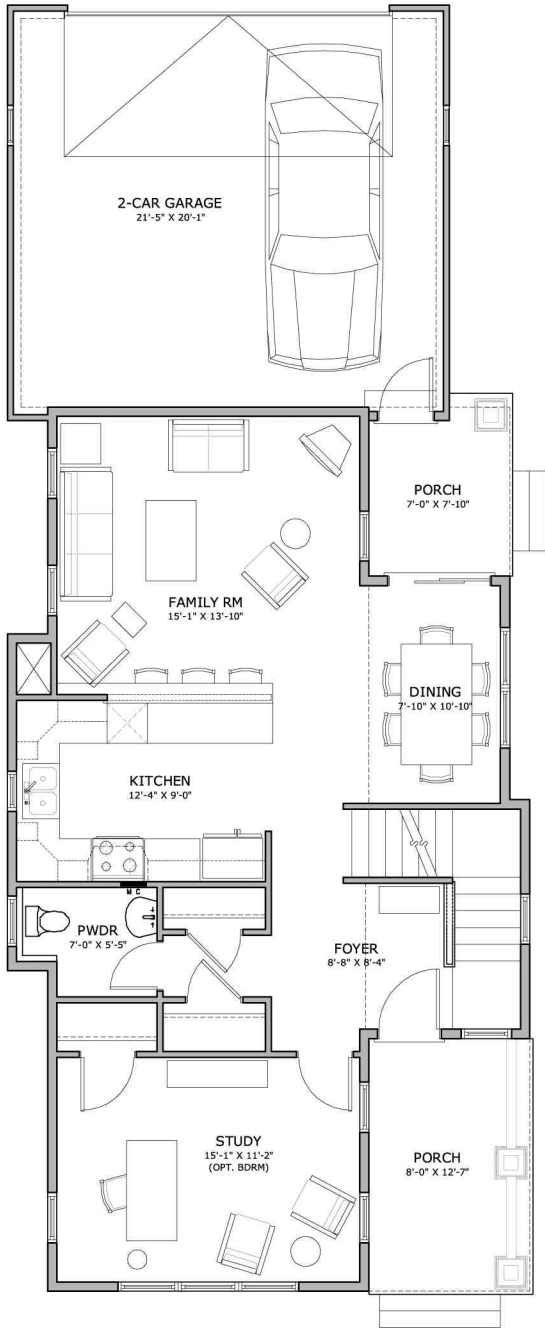 2-CAR GARAGE
21'-5" X 20'-1"
PORCH
7'-0" X 7'-10"
FAMILY RM
15'-1" X 13'-10"
DINING
7'-10" X 10'-10"
KITCHEN
12'-4" X 9'-0"
M C
PWDR
7'-0" X 5'-5"
FOYER
8'-8" X 8'-4"
STUDY
15'-1" X 11'-2"
(OPT. BDRM)
PORCH
8'-0" X 12'-7"